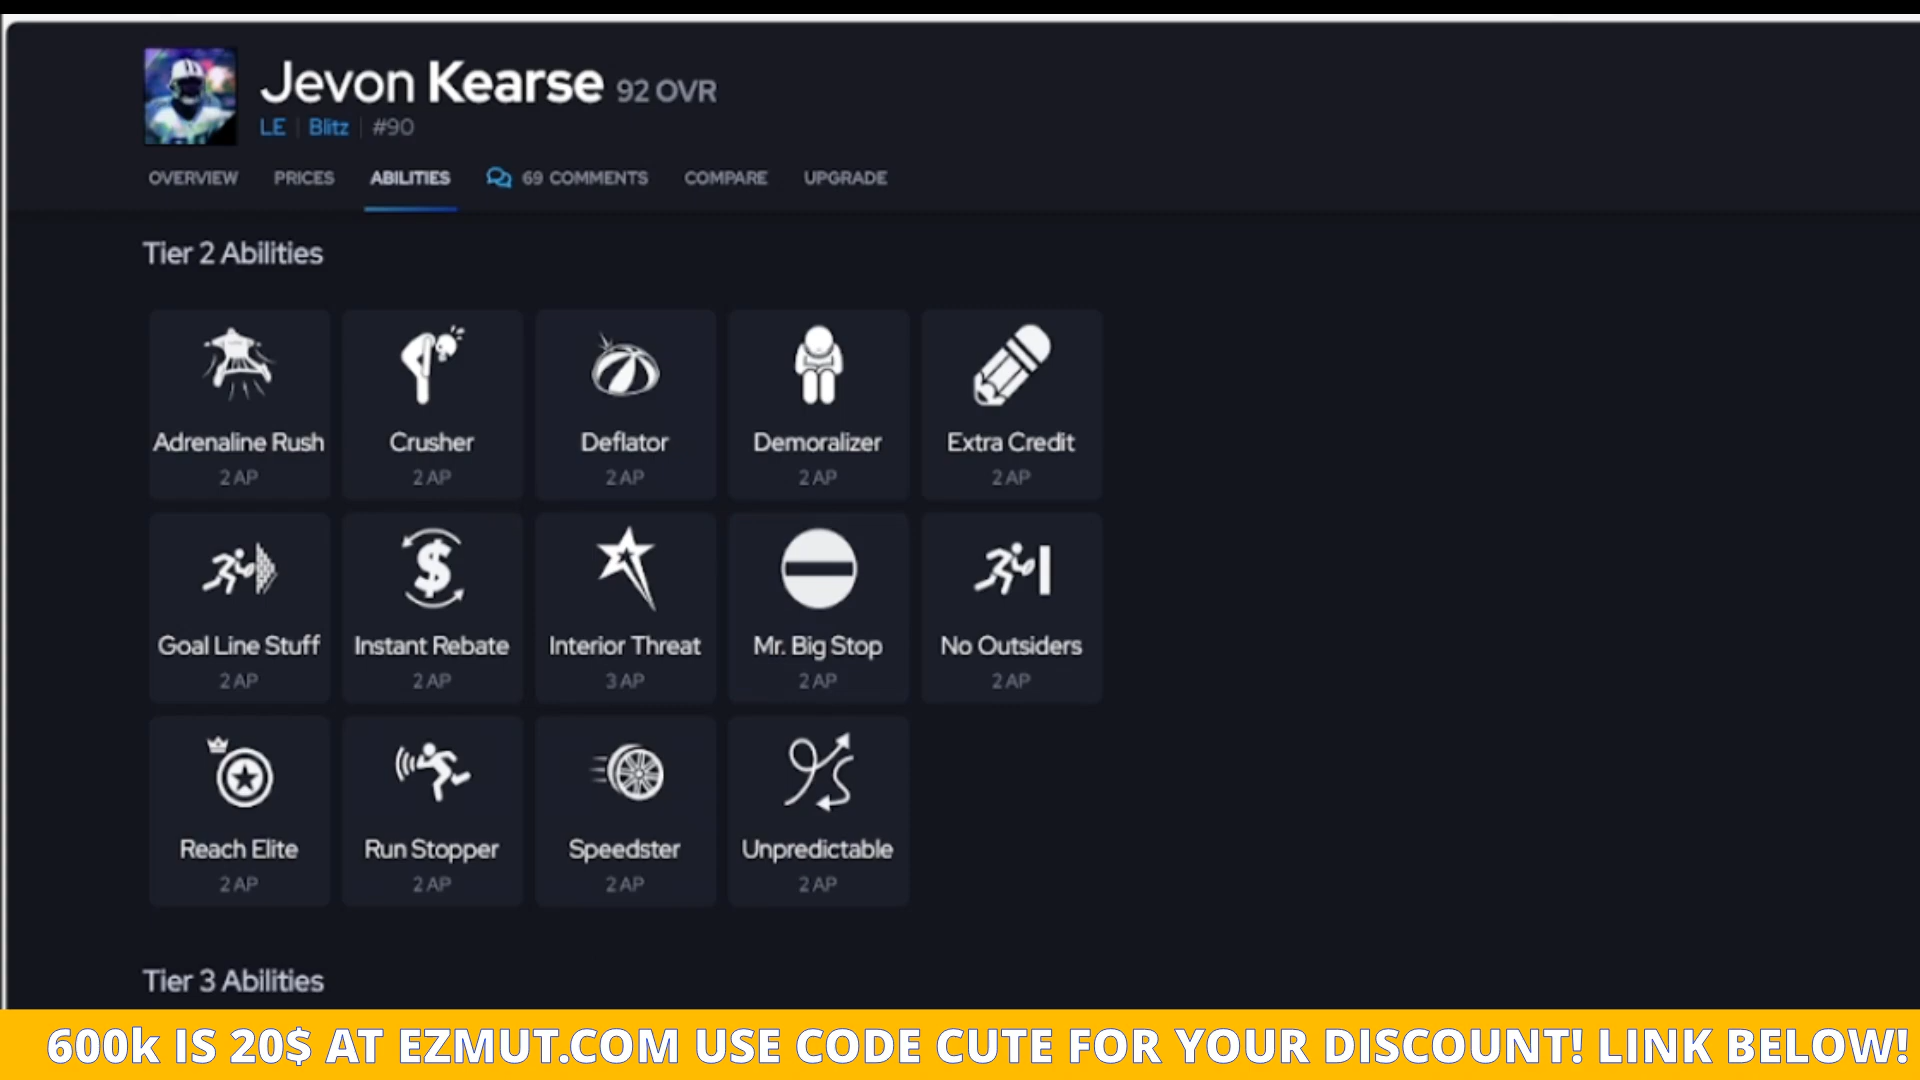 Jevon Kearse 92 OVR
LE | Blitz | #90
OVERVIEW PRICES ABILITIES 69 COMMENTS COMPARE UPGRADE
Tier 2 Abilities
Adrenaline Rush Crusher Deflator Demoralizer Extra Credit
2 AP 2 AP 2 AP 2 AP 2 AP
Goal Line Stuff Instant Rebate Interior Threat Mr. Big Stop No Outsiders
2 AP 2 AP 3 AP 2 AP 2 AP
Reach Elite Run Stopper Speedster Unpredictable
2 AP 2 AP 2 AP 2 AP
Tier 3 Abilities
600k IS 20$ AT EZMUT.COM USE CODE CUTE FOR YOUR DISCOUNT! LINK BELOW!